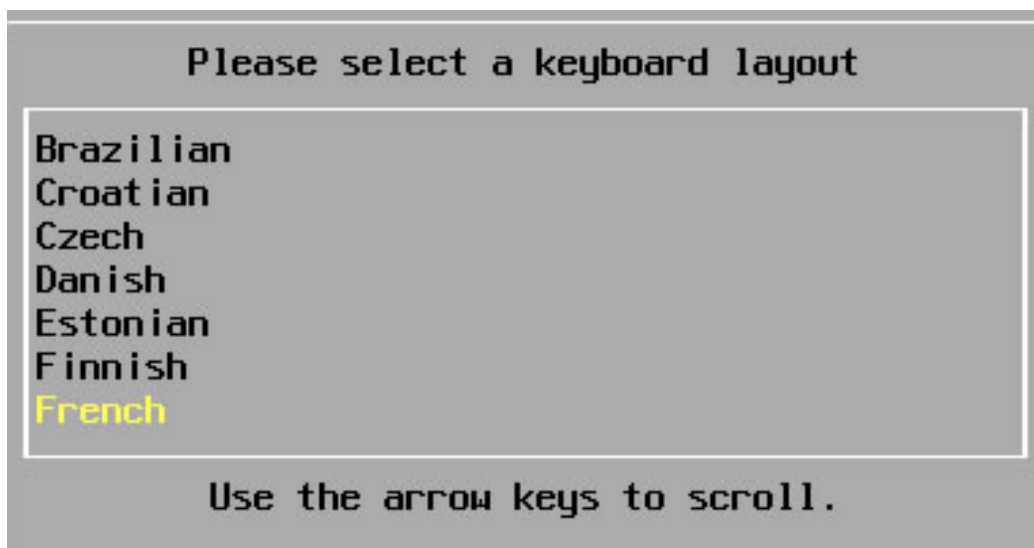 Please select a keyboard layout
Brazilian
Croatian
Czech
Danish
Estonian
Finnish
French
Use the arrow keys to scroll.